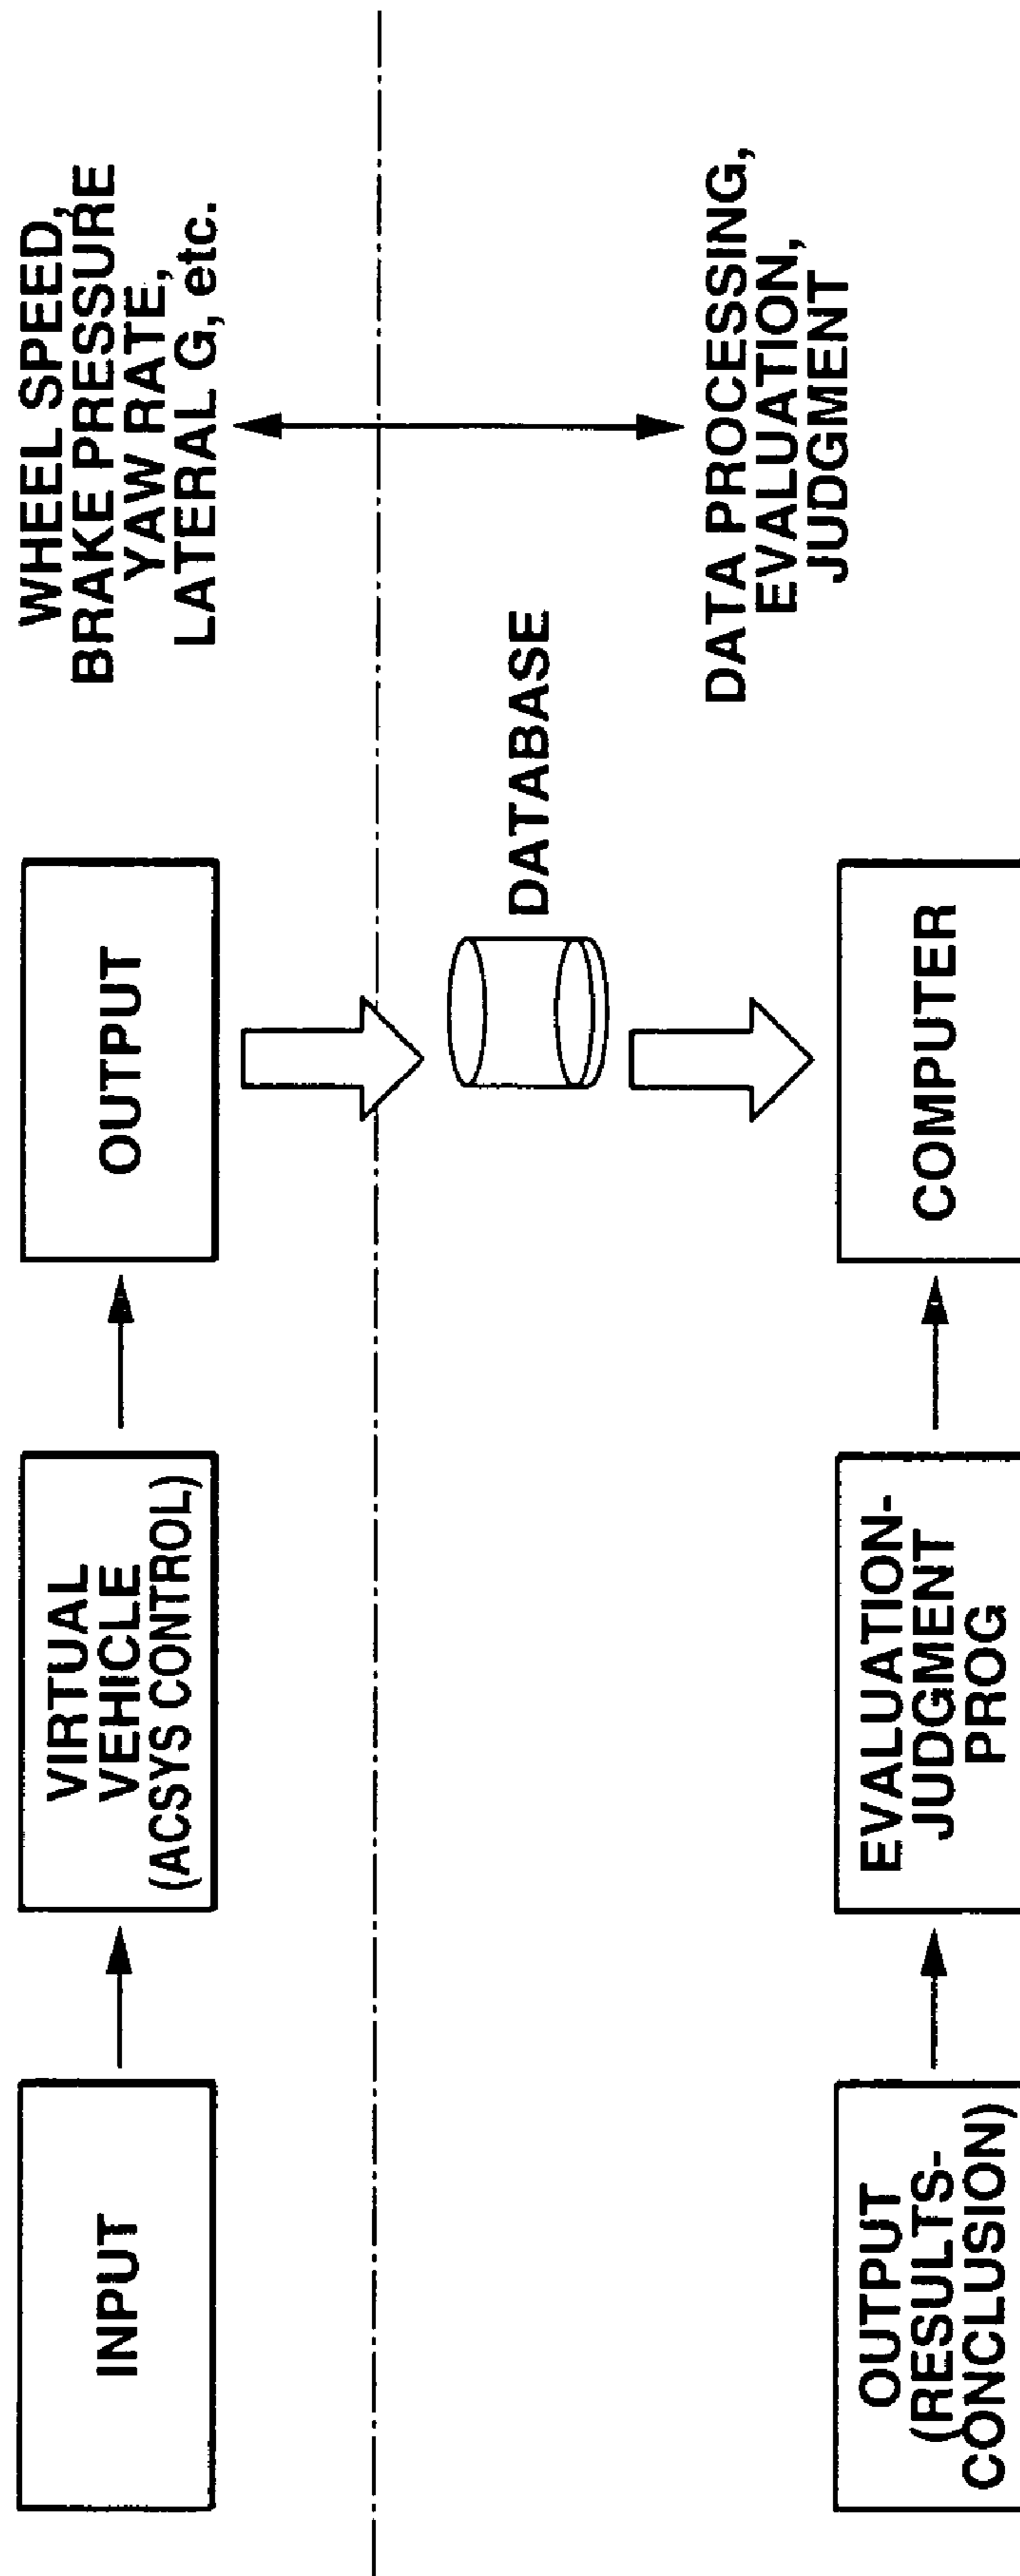 INPUT
VIRTUAL
VEHICLE
(ACSYS CONTROL)
OUTPUT
WHEEL SPEED,
BRAKE PRESSURE,
YAW RATE,
LATERAL G, etc.
DATABASE
OUTPUT
(RESULTS-
CONCLUSION)
EVALUATION-
JUDGMENT
PROG
COMPUTER
DATA PROCESSING,
EVALUATION,
JUDGMENT